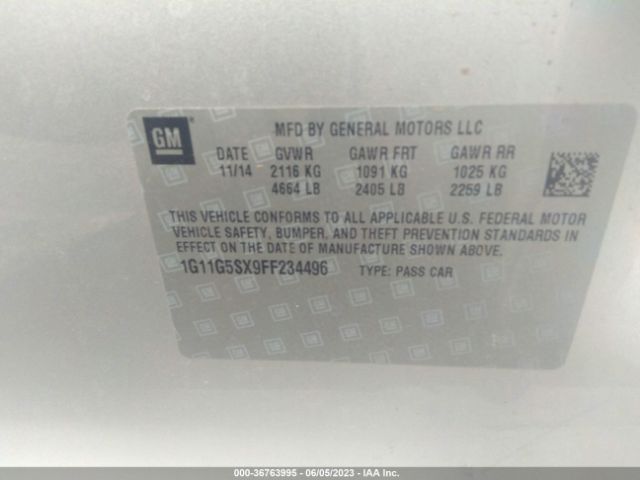 GM
MFD BY GENERAL MOTORS LLC
DATE GVWR GAWR FRT GAWR RR
11/14 2116 KG 1091 KG 1025 KG
4664 LB 2405 LB 2259 LB
THIS VEHICLE CONFORMS TO ALL APPLICABLE U.S. FEDERAL MOTOR
VEHICLE SAFETY, BUMPER, AND THEFT PREVENTION STANDARDS IN
EFFECT ON THE DATE OF MANUFACTURE SHOWN ABOVE.
1G11G5SX9FF234496 TYPE: PASS CAR
000-36763995 - 06/05/2023 - IAAI.COM